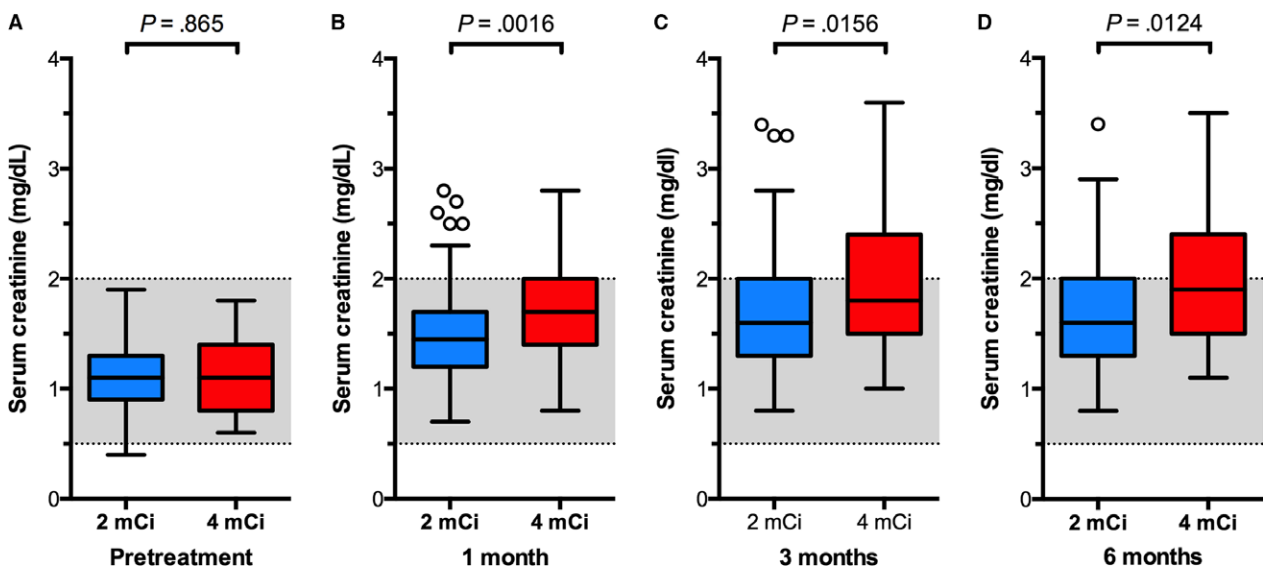 A
P = .865
Serum creatinine (mg/dL)
4
3
2
1
0
2 mCi
4 mCi
Pretreatment
B
P = .0016
Serum creatinine (mg/dL)
4
3
2
1
0
2 mCi
4 mCi
1 month
C
P = .0156
Serum creatinine (mg/dl)
4
3
2
1
0
2 mCi
4 mCi
3 months
D
P = .0124
Serum creatinine (mg/dl)
4
3
2
1
0
2 mCi
4 mCi
6 months